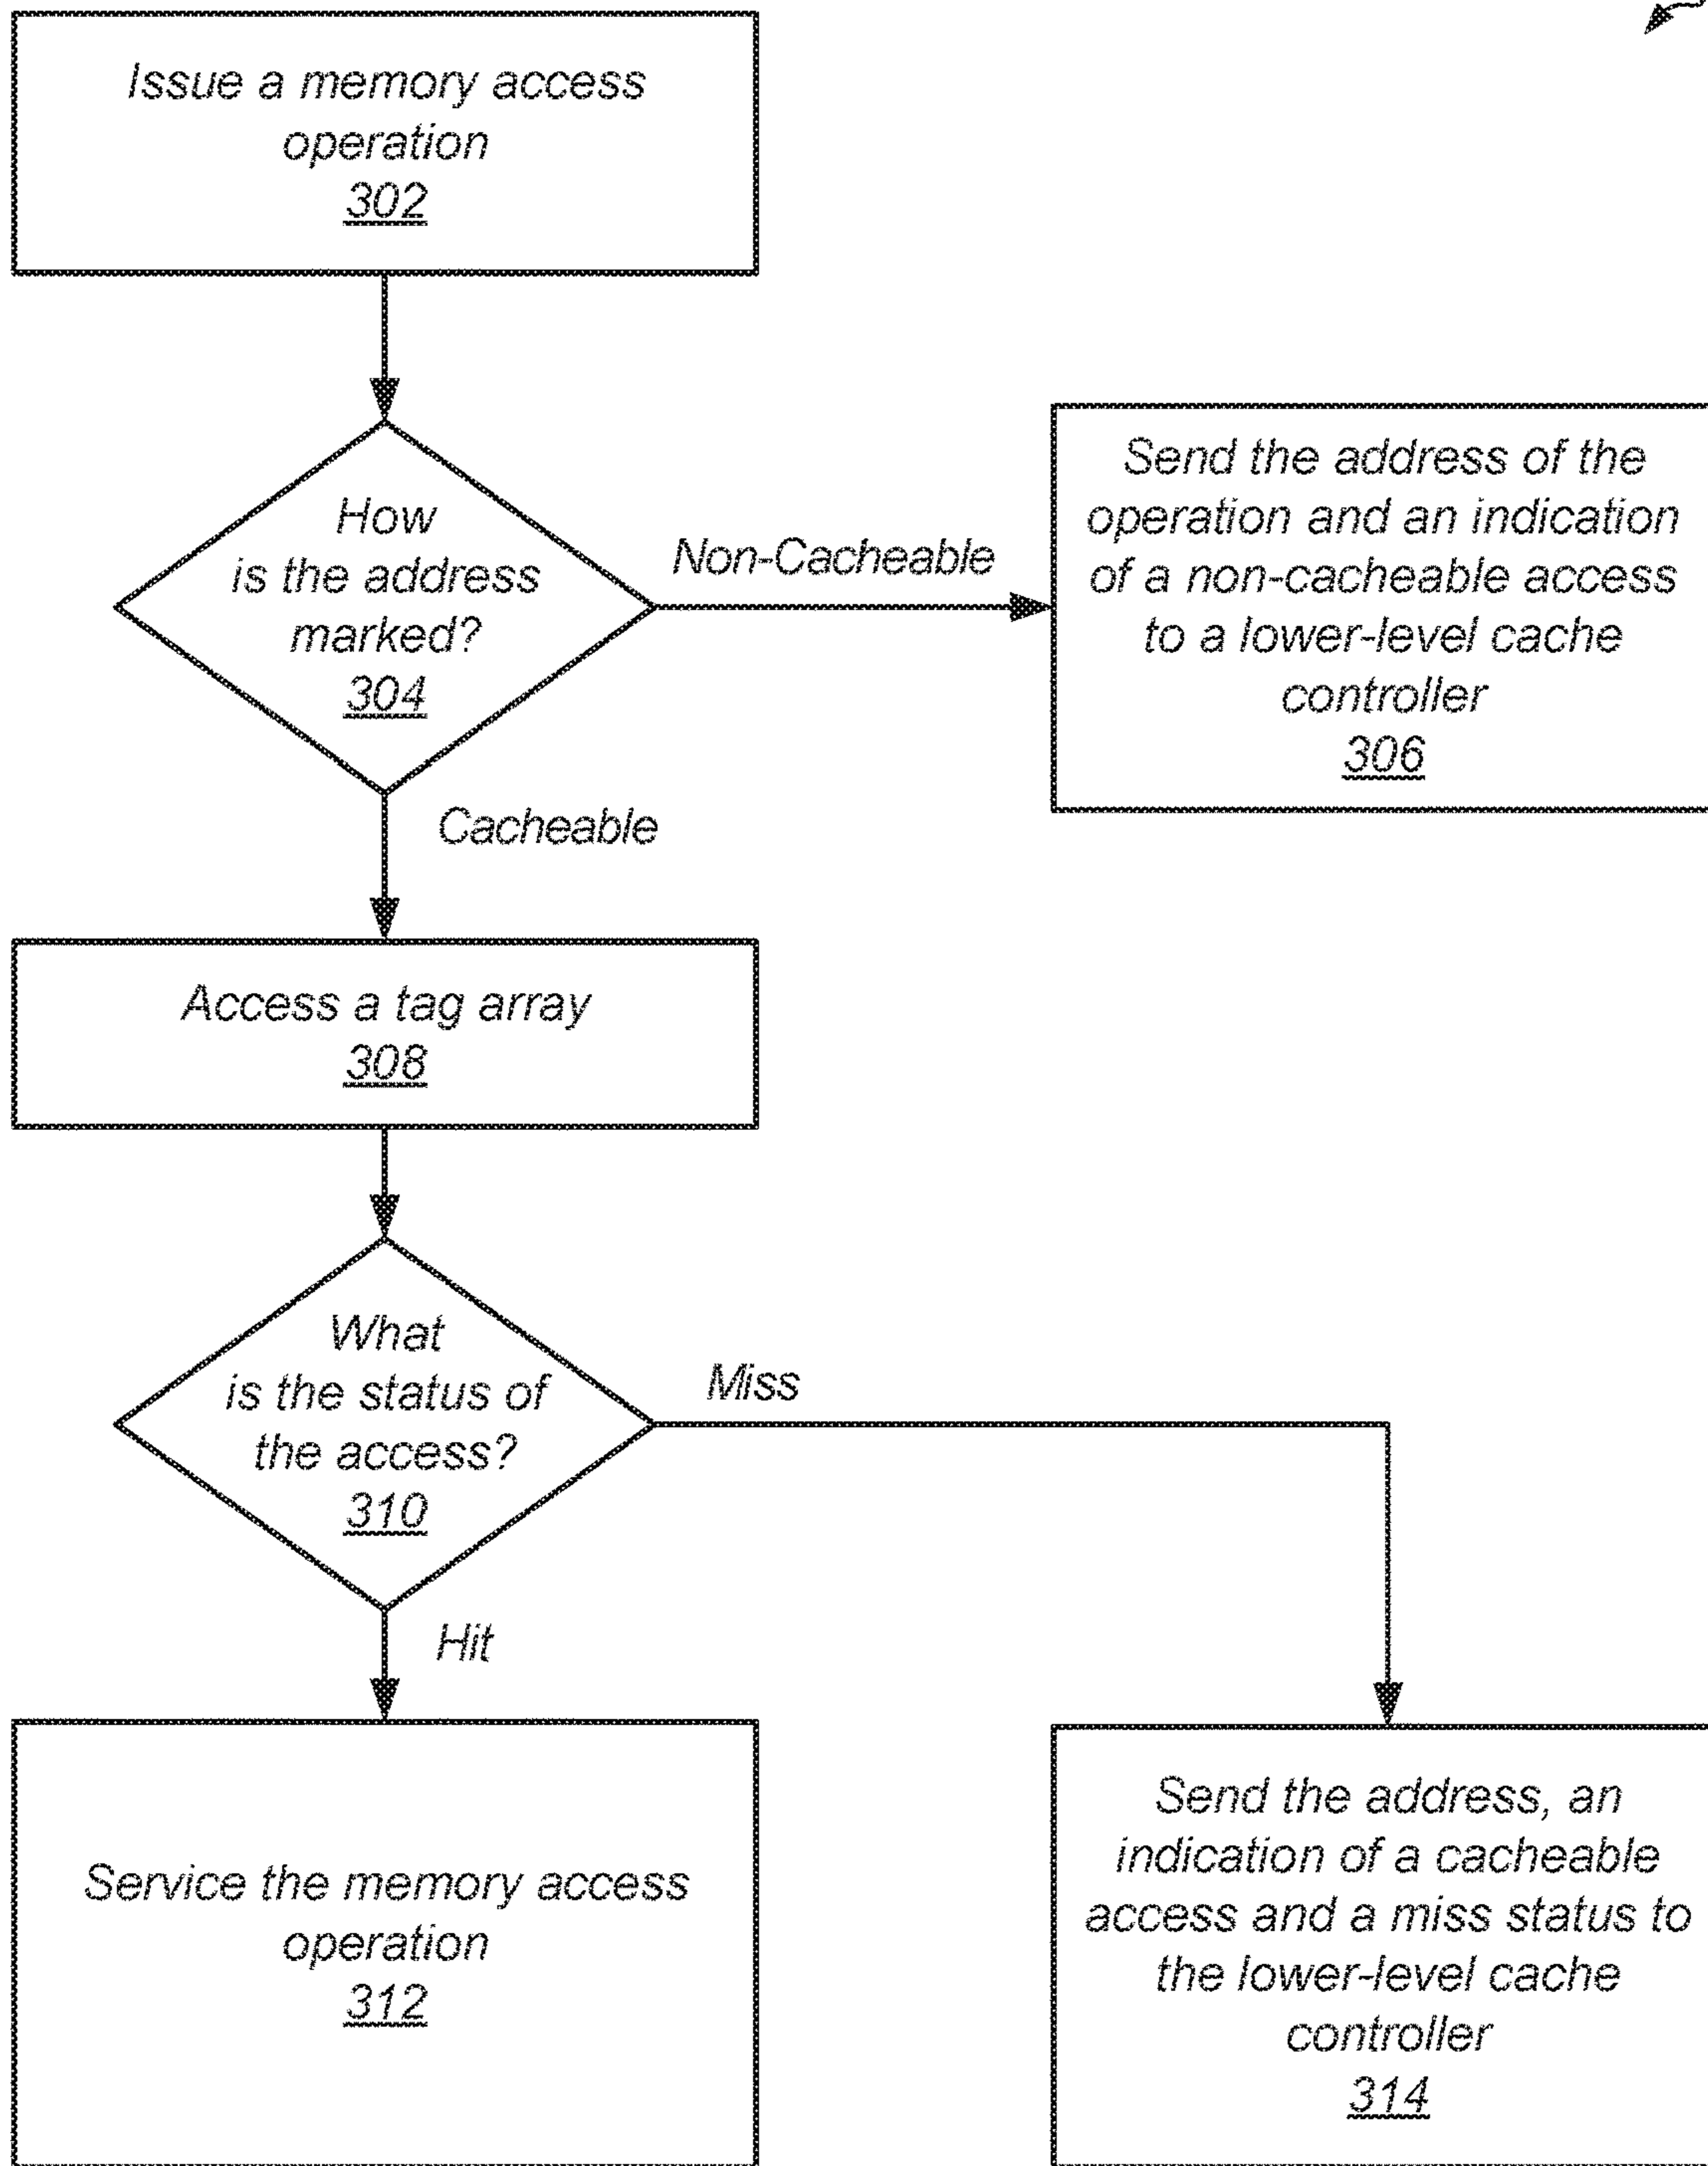 Issue a memory access
operation
302
How
is the address
marked?
304
Non-Cacheable
Send the address of the
operation and an indication
of a non-cacheable access
to a lower-level cache
controller
306
Cacheable
Access a tag array
308
What
is the status of
the access?
310
Miss
Hit
Service the memory access
operation
312
Send the address, an
indication of a cacheable
access and a miss status to
the lower-level cache
controller
314